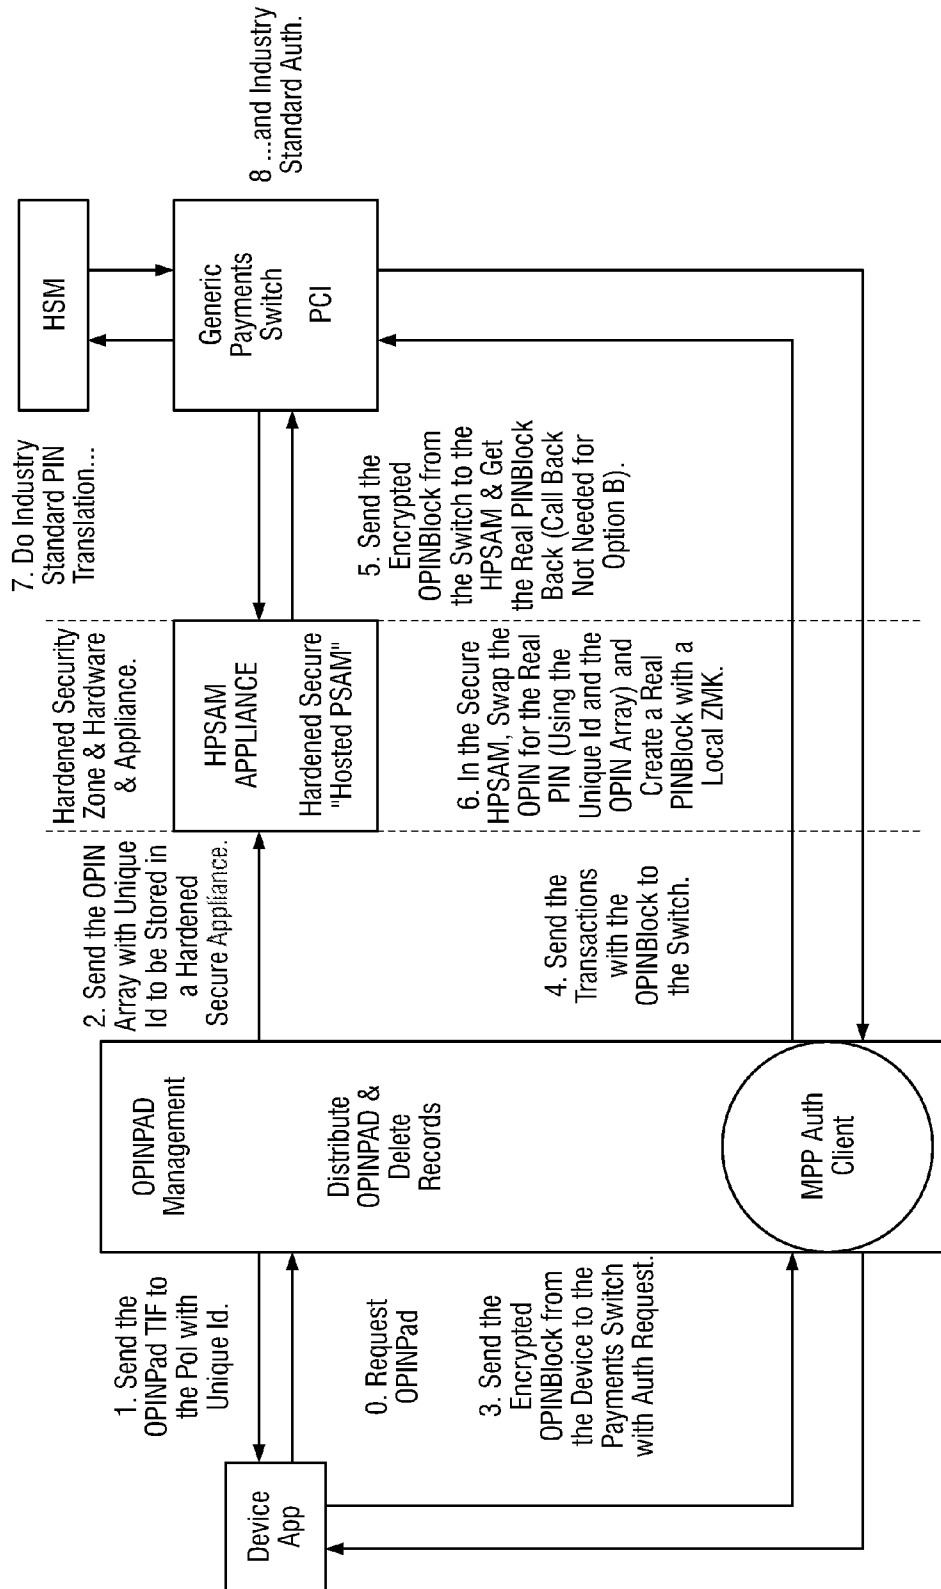 1. Send the
OPINPad TIF to
the PoI with
Unique Id.
Device
App
0. Request
OPINPad
3. Send the
Encrypted
OPINBlock from
the Device to the
Payments Switch
with Auth Request.
OPINPAD
Management
Distribute
OPINPAD &
Delete
Records
MPP Auth
Client
2. Send the OPIN
Array with Unique
Id to be Stored in
a Hardened
Secure Appliance.
4. Send the
Transactions
with the
OPINBlock to
the Switch.
Hardened Security
Zone & Hardware
& Appliance.
HPSAM
APPLIANCE
Hardened Secure
"Hosted PSAM"
6. In the Secure
HPSAM, Swap the
OPIN for the Real
PIN (Using the
Unique Id and the
OPIN Array) and
Create a Real
PINBlock with a
Local ZMK.
7. Do Industry
Standard PIN
Translation...
5. Send the
Encrypted
OPINBlock from
the Switch to the
HPSAM & Get
the Real PINBlock
Back (Call Back
Not Needed for
Option B).
HSM
Generic
Payments
Switch
PCI
8 ...and Industry
Standard Auth.